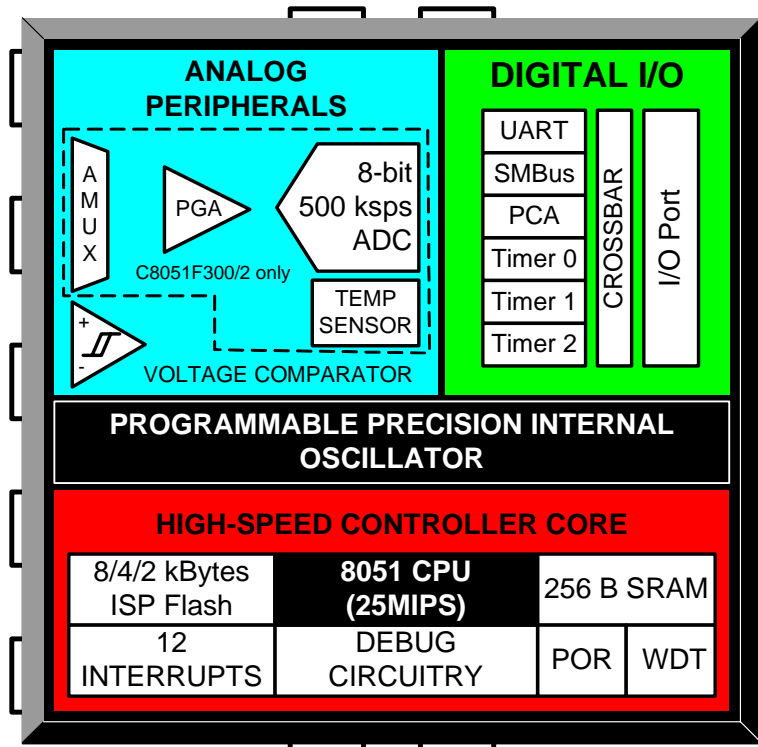 ANALOG
PERIPHERALS
A
M
U
X
PGA
8-bit
500 ksps
ADC
C8051F300/2 only
TEMP
SENSOR
+
-
VOLTAGE COMPARATOR
DIGITAL I/O
UART
SMBus
PCA
Timer 0
Timer 1
Timer 2
CROSSBAR
I/O Port
PROGRAMMABLE PRECISION INTERNAL
OSCILLATOR
HIGH-SPEED CONTROLLER CORE
8/4/2 kBytes
ISP Flash
8051 CPU
(25MIPS)
256 B SRAM
12
INTERRUPTS
DEBUG
CIRCUITRY
POR
WDT